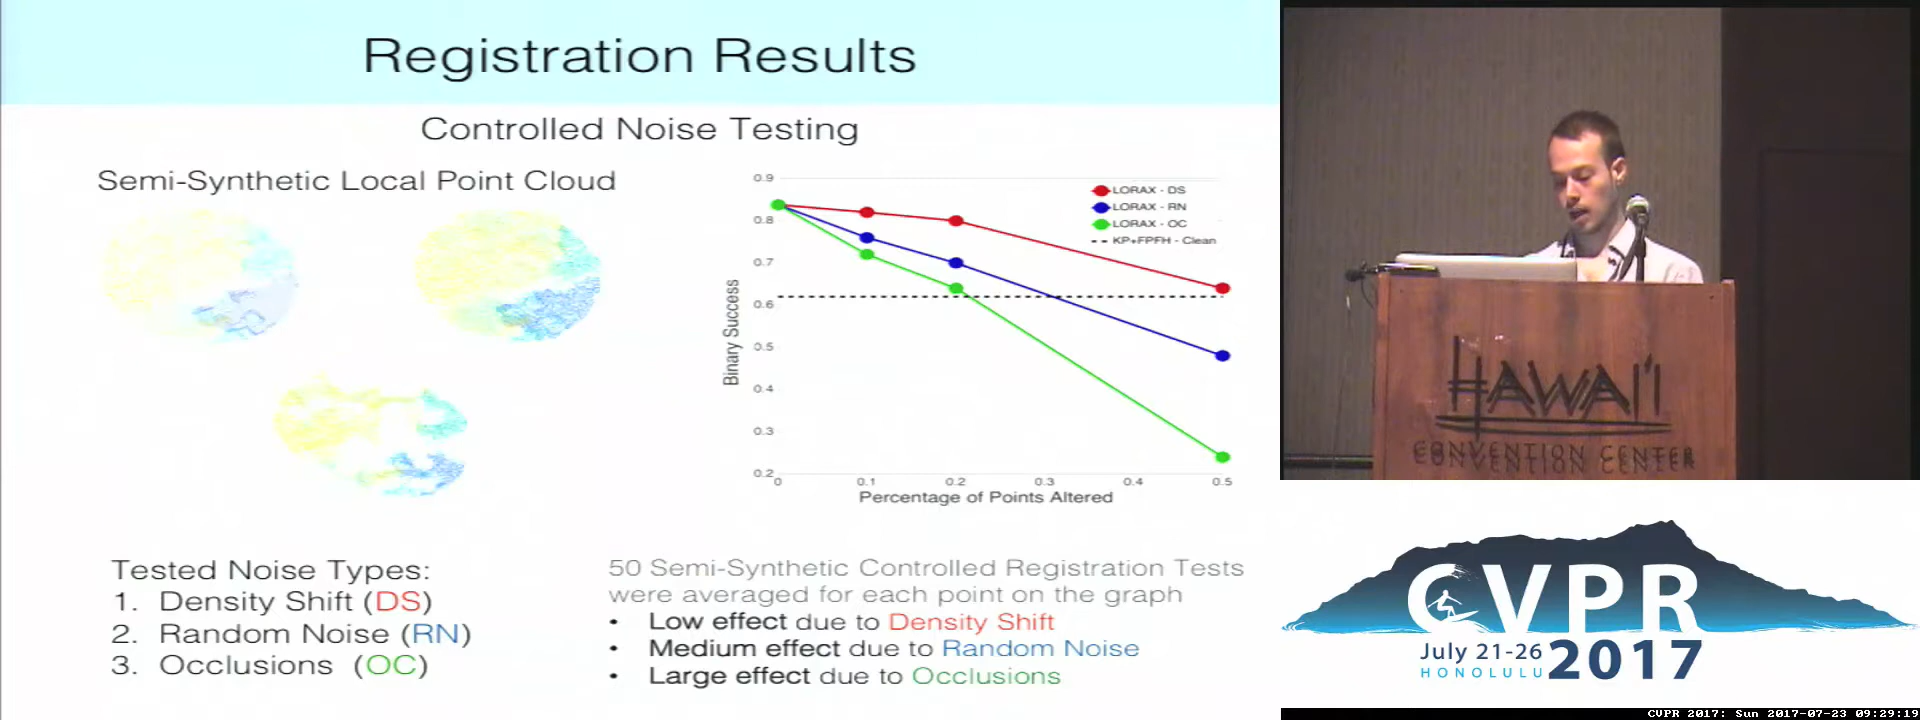 Registration Results
Controlled Noise Testing
Semi-Synthetic Local Point Cloud
0.9
0.8
0.7
0.6
0.5
0.4
0.3
0.2
0
0.1
0.2
0.3
0.4
0.5
Binary Success
Percentage of Points Altered
LORAX - DS
LORAX - RN
LORAX - OC
KP+FPFH - Clean
Tested Noise Types:
1. Density Shift (DS)
2. Random Noise (RN)
3. Occlusions (OC)
50 Semi-Synthetic Controlled Registration Tests
were averaged for each point on the graph
• Low effect due to Density Shift
• Medium effect due to Random Noise
• Large effect due to Occlusions
HAWAI'I
CONVENTION CENTER
CVPR
July 21-26
HONOLULU
2017
CVPR 2017: Sun 2017-07-23 09:29:19